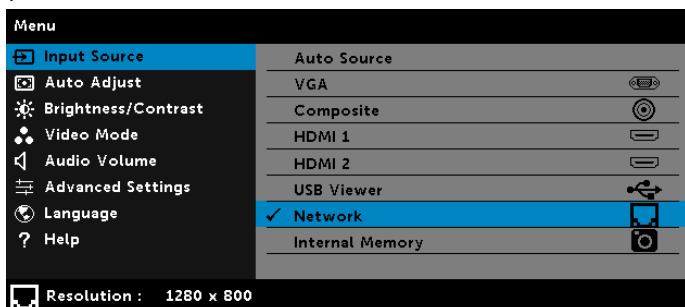 Menu
Input Source
Auto Adjust
Brightness/Contrast
Video Mode
Audio Volume
Advanced Settings
Language
? Help
Auto Source
VGA
Composite
HDMI 1
HDMI 2
USB Viewer
✓ Network
Internal Memory
Resolution : 1280 x 800